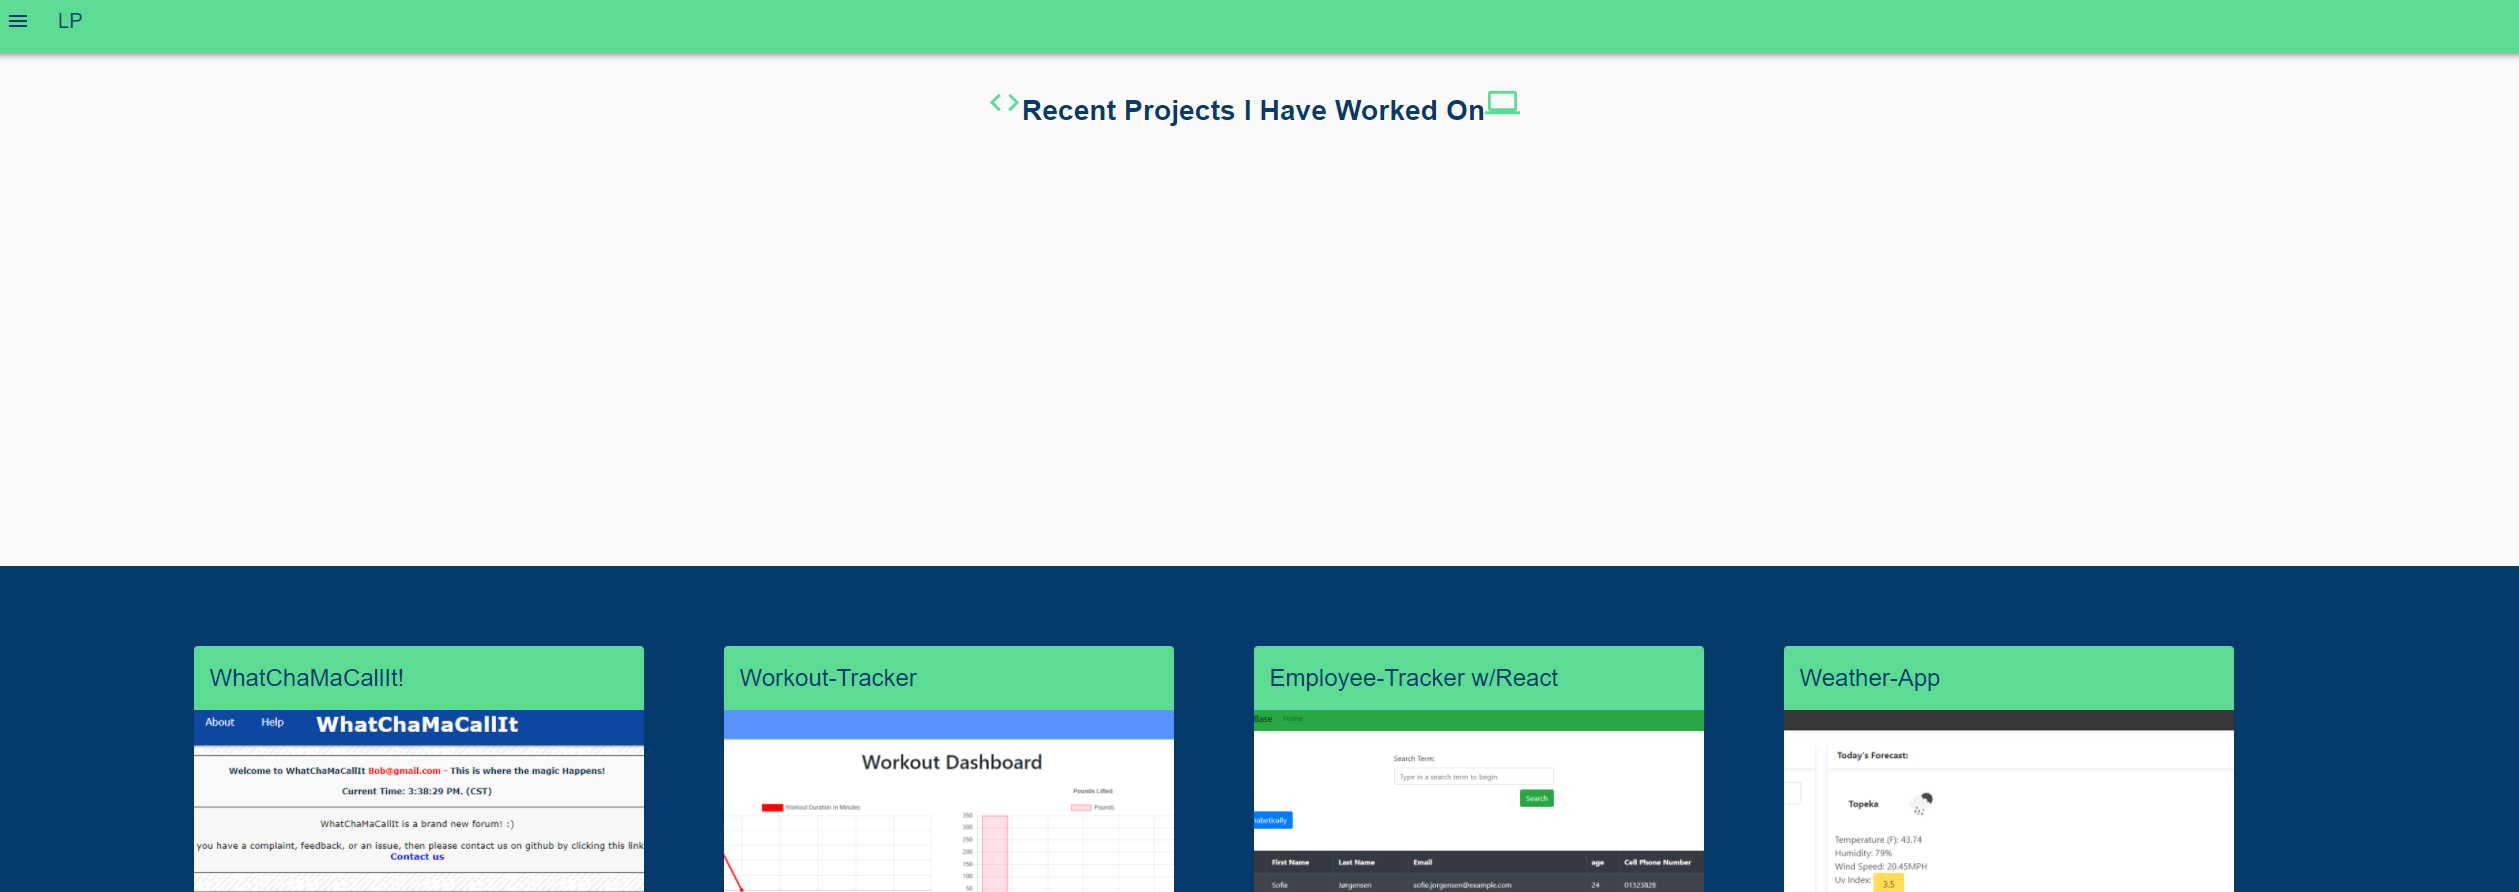 LP
Recent Projects I Have Worked On
WhatChaMaCallIt!
About Help WhatChaMaCallIt
Welcome to WhatChaMaCallIt Bob@gmail.com - This is where the magic Happens!
Current Time: 3:38:29 PM. (CST)
WhatChaMaCallIt is a brand new forum! :)
you have a complaint, feedback, or an issue, then please contact us on github by clicking this link
Contact us
Workout-Tracker
Workout Dashboard
Workout Duration In Minutes
Pounds Lifted
Pounds
350
300
250
200
150
100
50
Employee-Tracker w/React
Base Home
Search Term:
Type in a search term to begin
Search
habetically
First Name Last Name Email age Cell Phone Number
Sofie Jørgensen sofie.jorgensen@example.com 24 01323828
Weather-App
Today's Forecast:
Topeka
Temperature (F): 43.74
Humidity: 79%
Wind Speed: 20.45MPH
Uv Index: 3.5